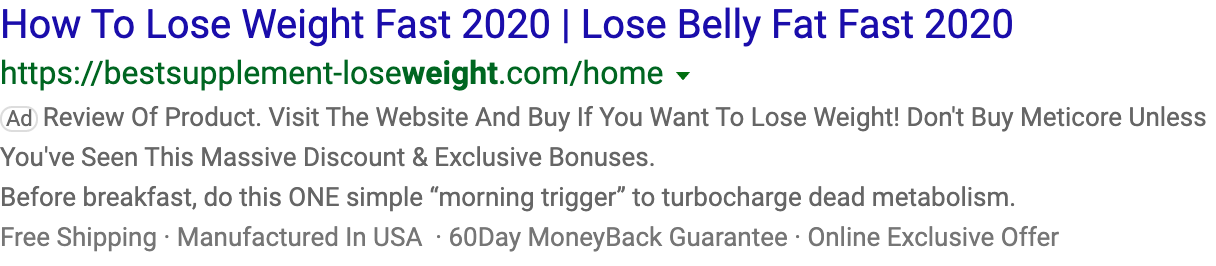 How To Lose Weight Fast 2020 | Lose Belly Fat Fast 2020
https://bestsupplement-loseweight.com/home
Ad Review Of Product. Visit The Website And Buy If You Want To Lose Weight! Don't Buy Meticore Unless
You've Seen This Massive Discount & Exclusive Bonuses.
Before breakfast, do this ONE simple “morning trigger” to turbocharge dead metabolism.
Free Shipping · Manufactured In USA · 60Day MoneyBack Guarantee · Online Exclusive Offer